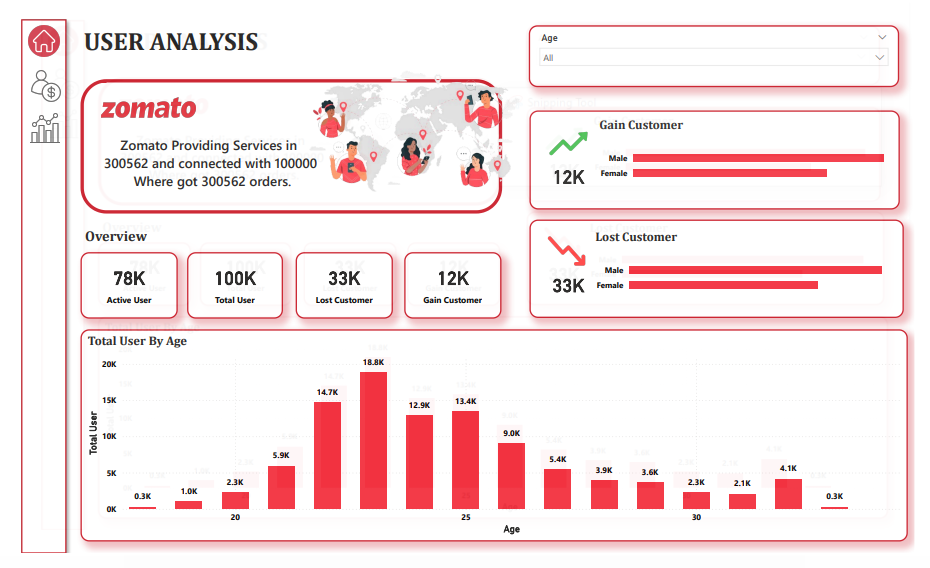 USER ANALYSIS
Age
All
zomato
Zomato Providing Services in
300562 and connected with 100000
Where got 300562 orders.
Gain Customer
12K
Male
Female
Lost Customer
33K
Male
Female
Overview
78K
Active User
100K
Total User
33K
Lost Customer
12K
Gain Customer
Total User By Age
Total User
20K
15K
10K
5K
0K
0.3K
1.0K
2.3K
5.9K
14.7K
18.8K
12.9K
13.4K
9.0K
5.4K
3.9K
3.6K
2.3K
2.1K
4.1K
0.3K
20
25
30
Age